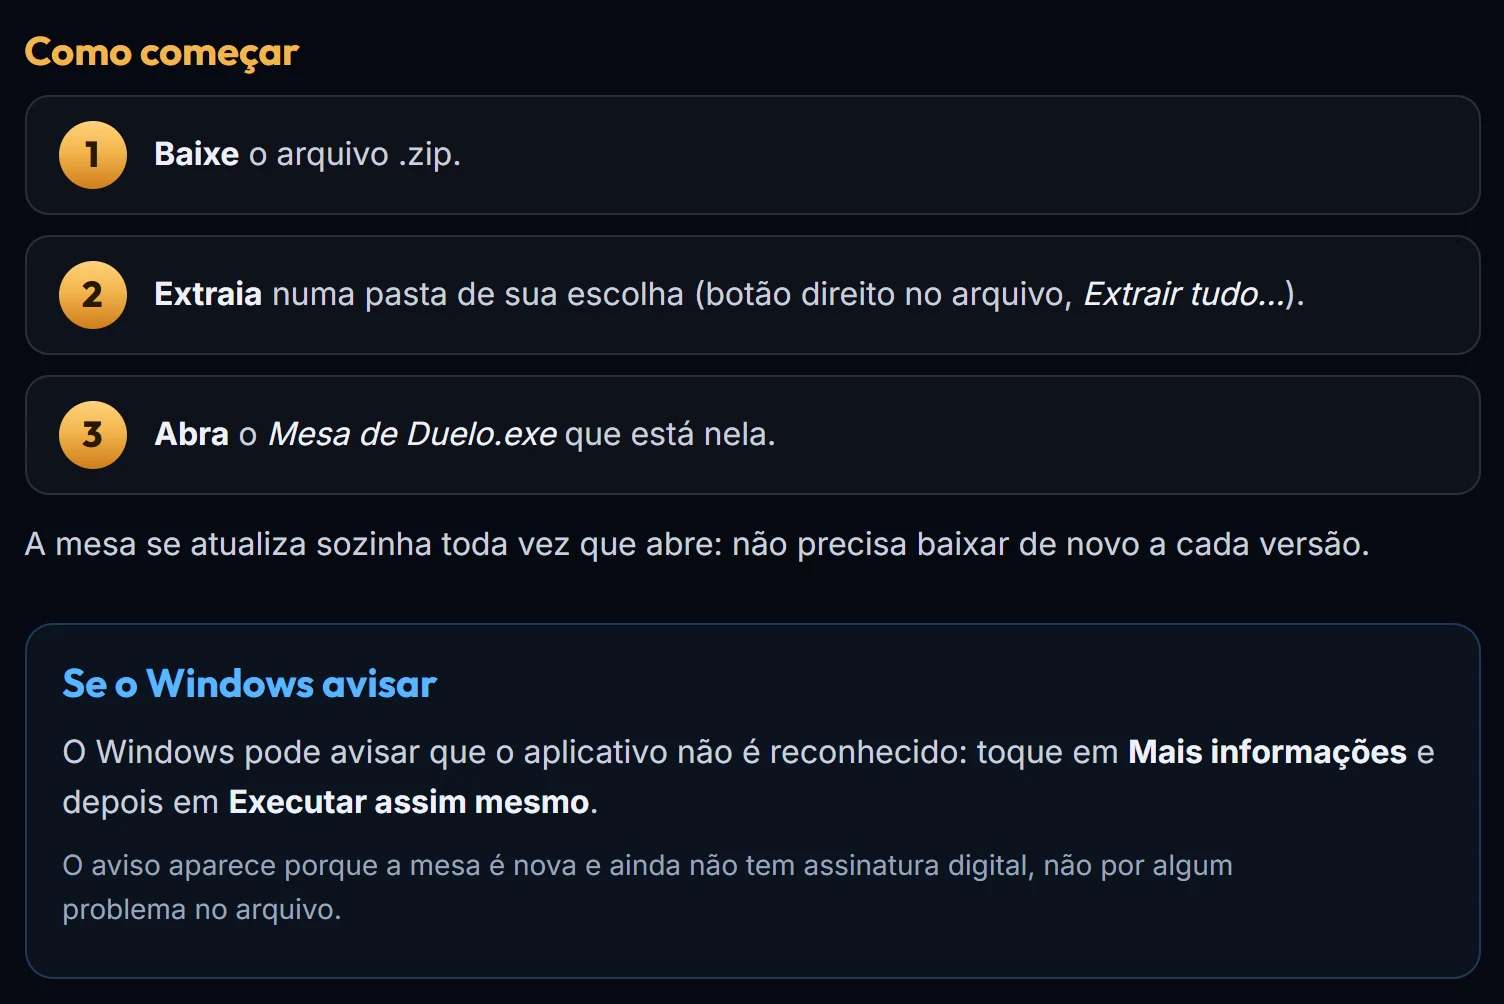 Como começar
1 Baixe o arquivo .zip.
2 Extraia numa pasta de sua escolha (botão direito no arquivo, Extrair tudo...).
3 Abra o Mesa de Duelo.exe que está nela.
A mesa se atualiza sozinha toda vez que abre: não precisa baixar de novo a cada versão.
Se o Windows avisar
O Windows pode avisar que o aplicativo não é reconhecido: toque em Mais informações e
depois em Executar assim mesmo.
O aviso aparece porque a mesa é nova e ainda não tem assinatura digital, não por algum
problema no arquivo.